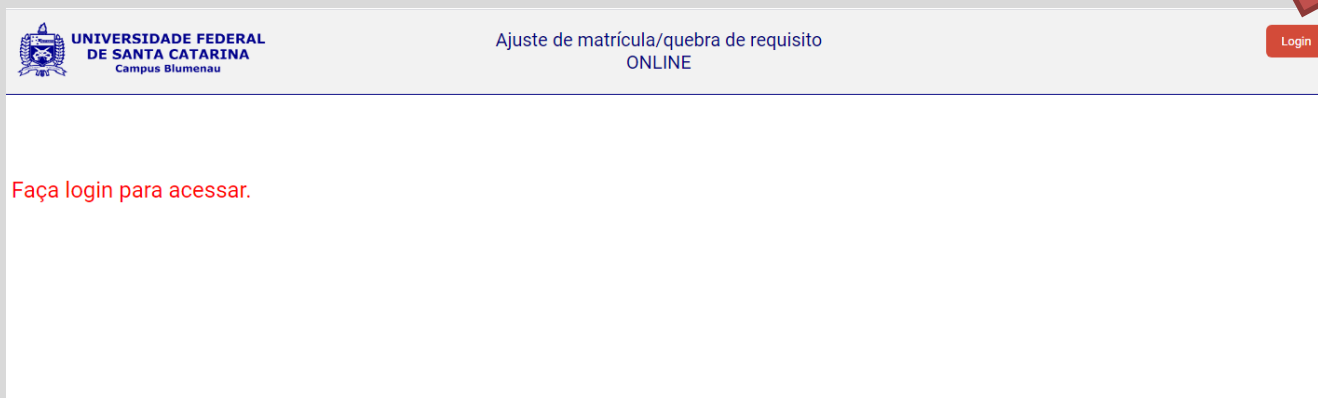 UNIVERSIDADE FEDERAL
DE SANTA CATARINA
Campus Blumenau
Ajuste de matrícula/quebra de requisito
ONLINE
Login
Faça login para acessar.